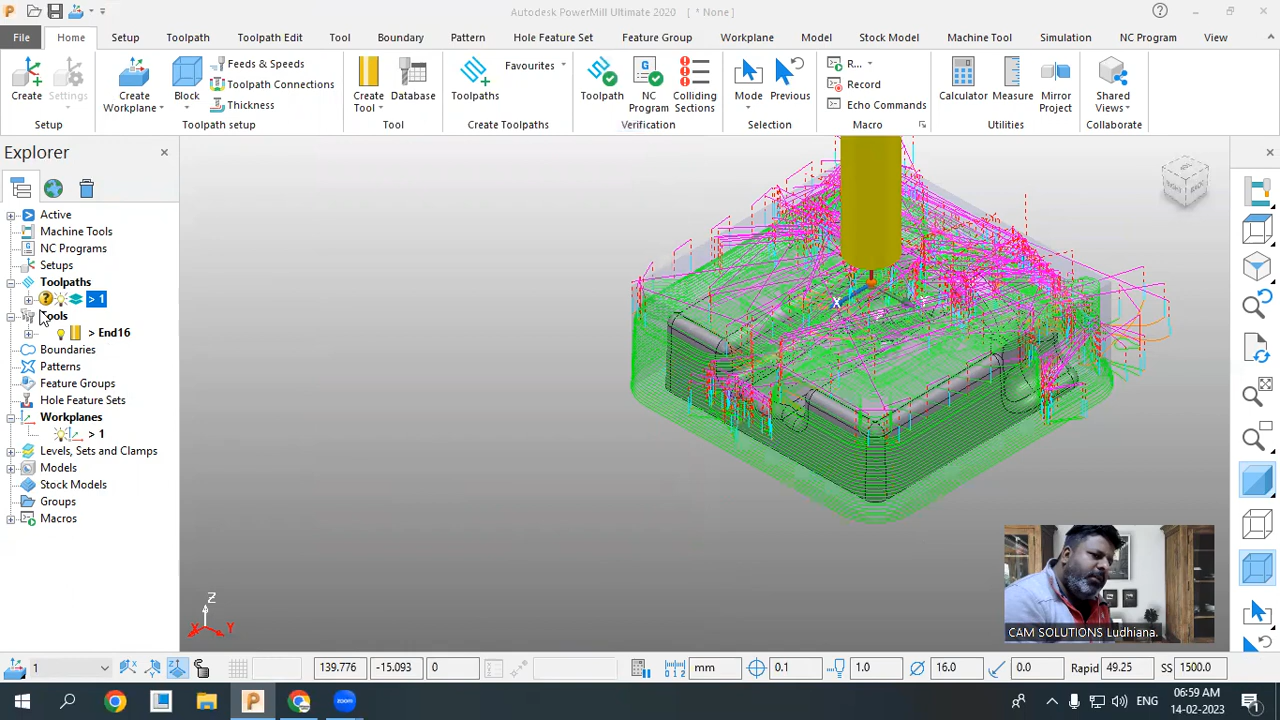 Autodesk PowerMill Ultimate 2020 [ * None ]
File Home Setup Toolpath Toolpath Edit Tool Boundary Pattern Hole Feature Set Feature Group Workplane Model Stock Model Machine Tool Simulation NC Program View
Create
Settings
Setup
Create Workplane
Block
Feeds & Speeds
Toolpath Connections
Thickness
Toolpath setup
Create Tool
Database
Tool
Toolpaths
Favourites
Create Toolpaths
Toolpath
NC Program
Colliding Sections
Verification
Mode
Previous
Selection
R...
Record
Echo Commands
Macro
Calculator
Measure
Mirror Project
Utilities
Shared Views
Collaborate
Explorer
Active
Machine Tools
NC Programs
Setups
Toolpaths
> 1
Tools
> End16
Boundaries
Patterns
Feature Groups
Hole Feature Sets
Workplanes
> 1
Levels, Sets and Clamps
Models
Stock Models
Groups
Macros
RIGHT BACK
X
Z
X Y
CAM SOLUTIONS Ludhiana.
1 139.776 -15.093 0 mm 0.1 1.0 16.0 0.0 Rapid 49.25 SS 1500.0
ENG
06:59 AM
14-02-2023